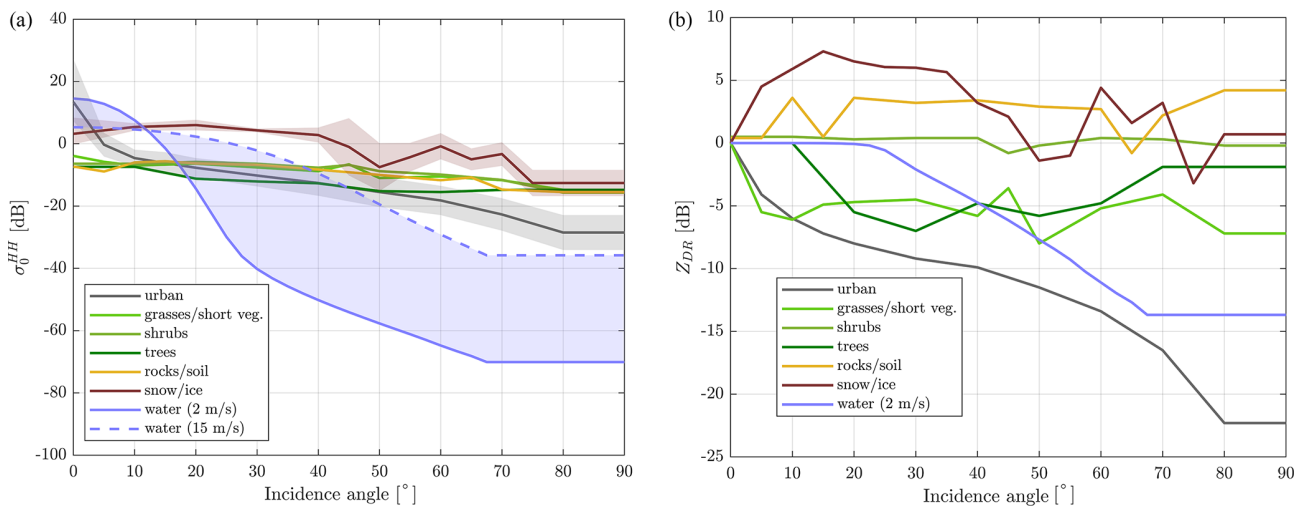 (a)
σ₀ᴴᴴ [dB]
40
20
0
-20
-40
-60
-80
-100
urban
grasses/short veg.
shrubs
trees
rocks/soil
snow/ice
water (2 m/s)
water (15 m/s)
0 10 20 30 40 50 60 70 80 90
Incidence angle [°]
(b)
Z_DR [dB]
10
5
0
-5
-10
-15
-20
-25
urban
grasses/short veg.
shrubs
trees
rocks/soil
snow/ice
water (2 m/s)
0 10 20 30 40 50 60 70 80 90
Incidence angle [°]